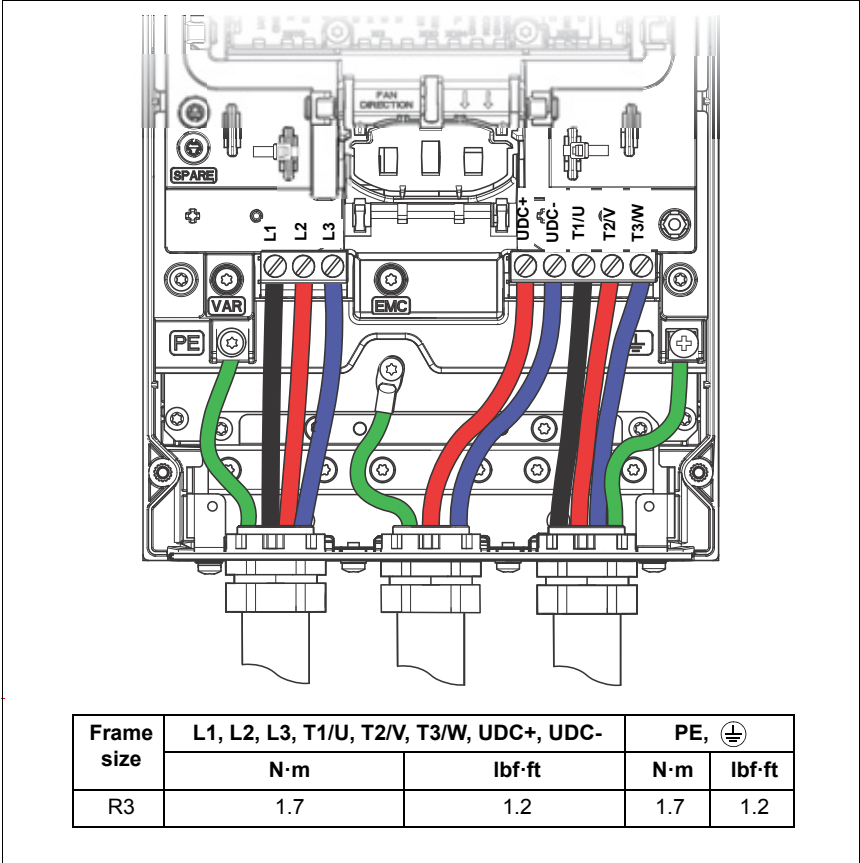 FAN
DIRECTION
SPARE
L1
L2
L3
UDC+
UDC-
T1/U
T2/V
T3/W
VAR
EMC
PE
Frame size
L1, L2, L3, T1/U, T2/V, T3/W, UDC+, UDC-
PE,
N·m
lbf·ft
N·m
lbf·ft
R3
1.7
1.2
1.7
1.2